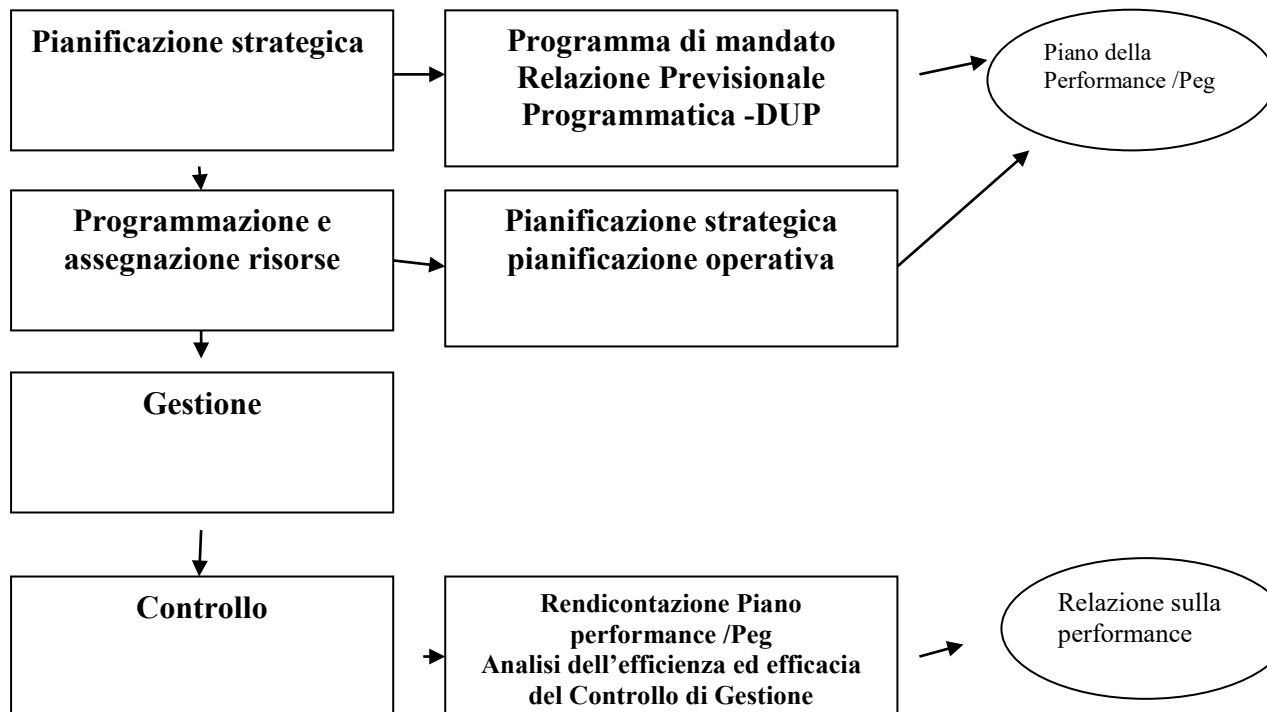 Pianificazione strategica
Programma di mandato
Relazione Previsionale
Programmatica -DUP
Piano della
Performance /Peg
Programmazione e
assegnazione risorse
Pianificazione strategica
pianificazione operativa
Gestione
Controllo
Rendicontazione Piano
performance /Peg
Analisi dell’efficienza ed efficacia
del Controllo di Gestione
Relazione sulla
performance